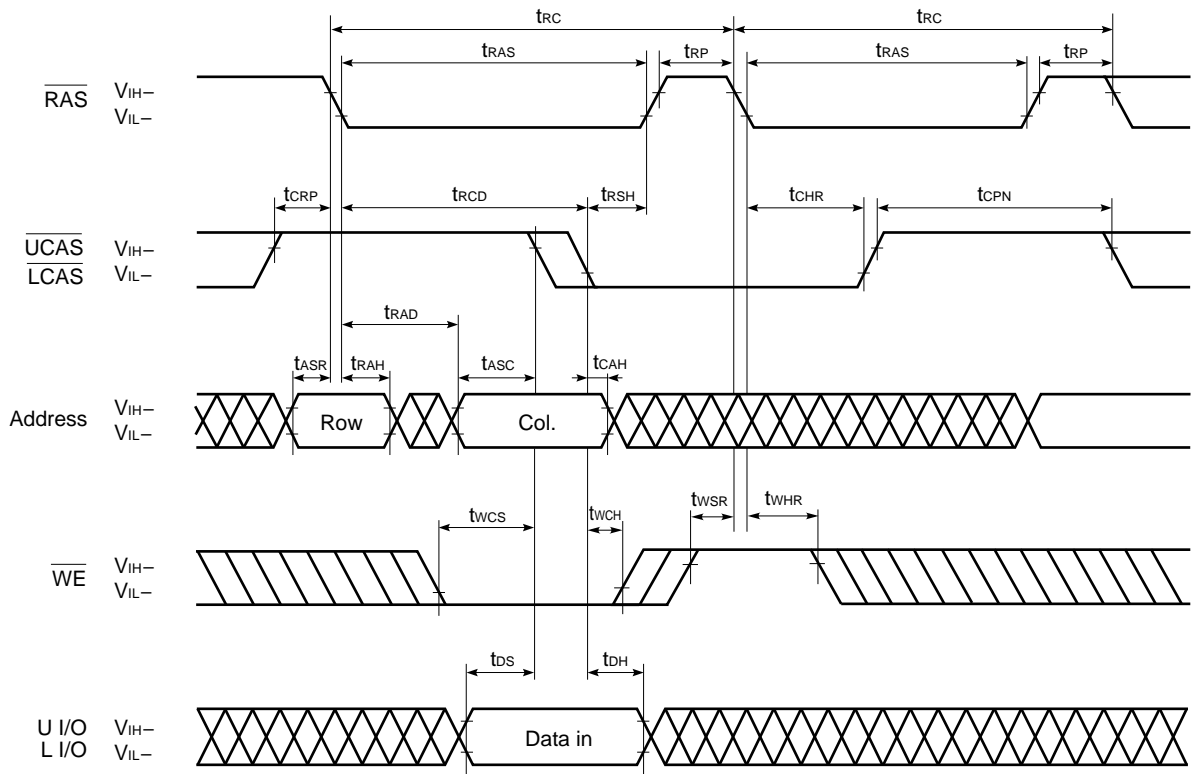 tRC tRC
tRAS tRP tRAS tRP
RAS VIH–
VIL–
tCRP tRCD tRSH tCHR tCPN
UCAS VIH–
LCAS VIL–
tRAD
tASR tRAH tASC tCAH
Address VIH–
VIL–
Row Col.
tWCS tWCH tWSR tWHR
WE VIH–
VIL–
tDS tDH
U I/O VIH–
L I/O VIL–
Data in